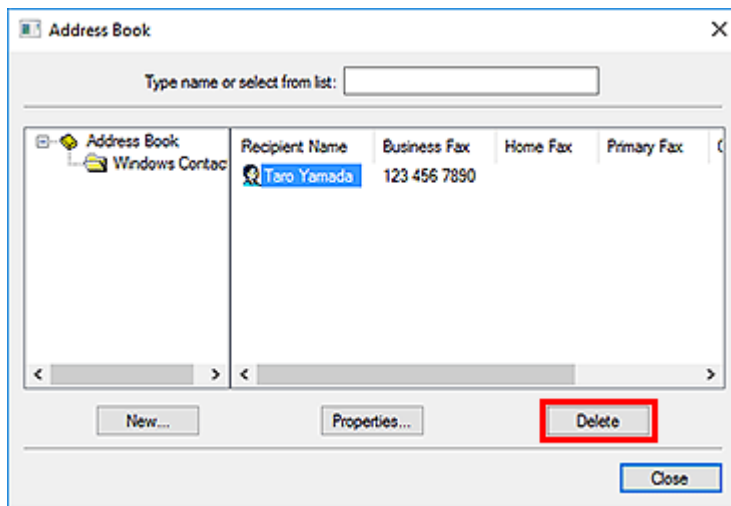 Address Book
Type name or select from list:
Address Book
Windows Contac
Recipient Name Business Fax Home Fax Primary Fax
Taro Yamada 123 456 7890
New... Properties... Delete
Close